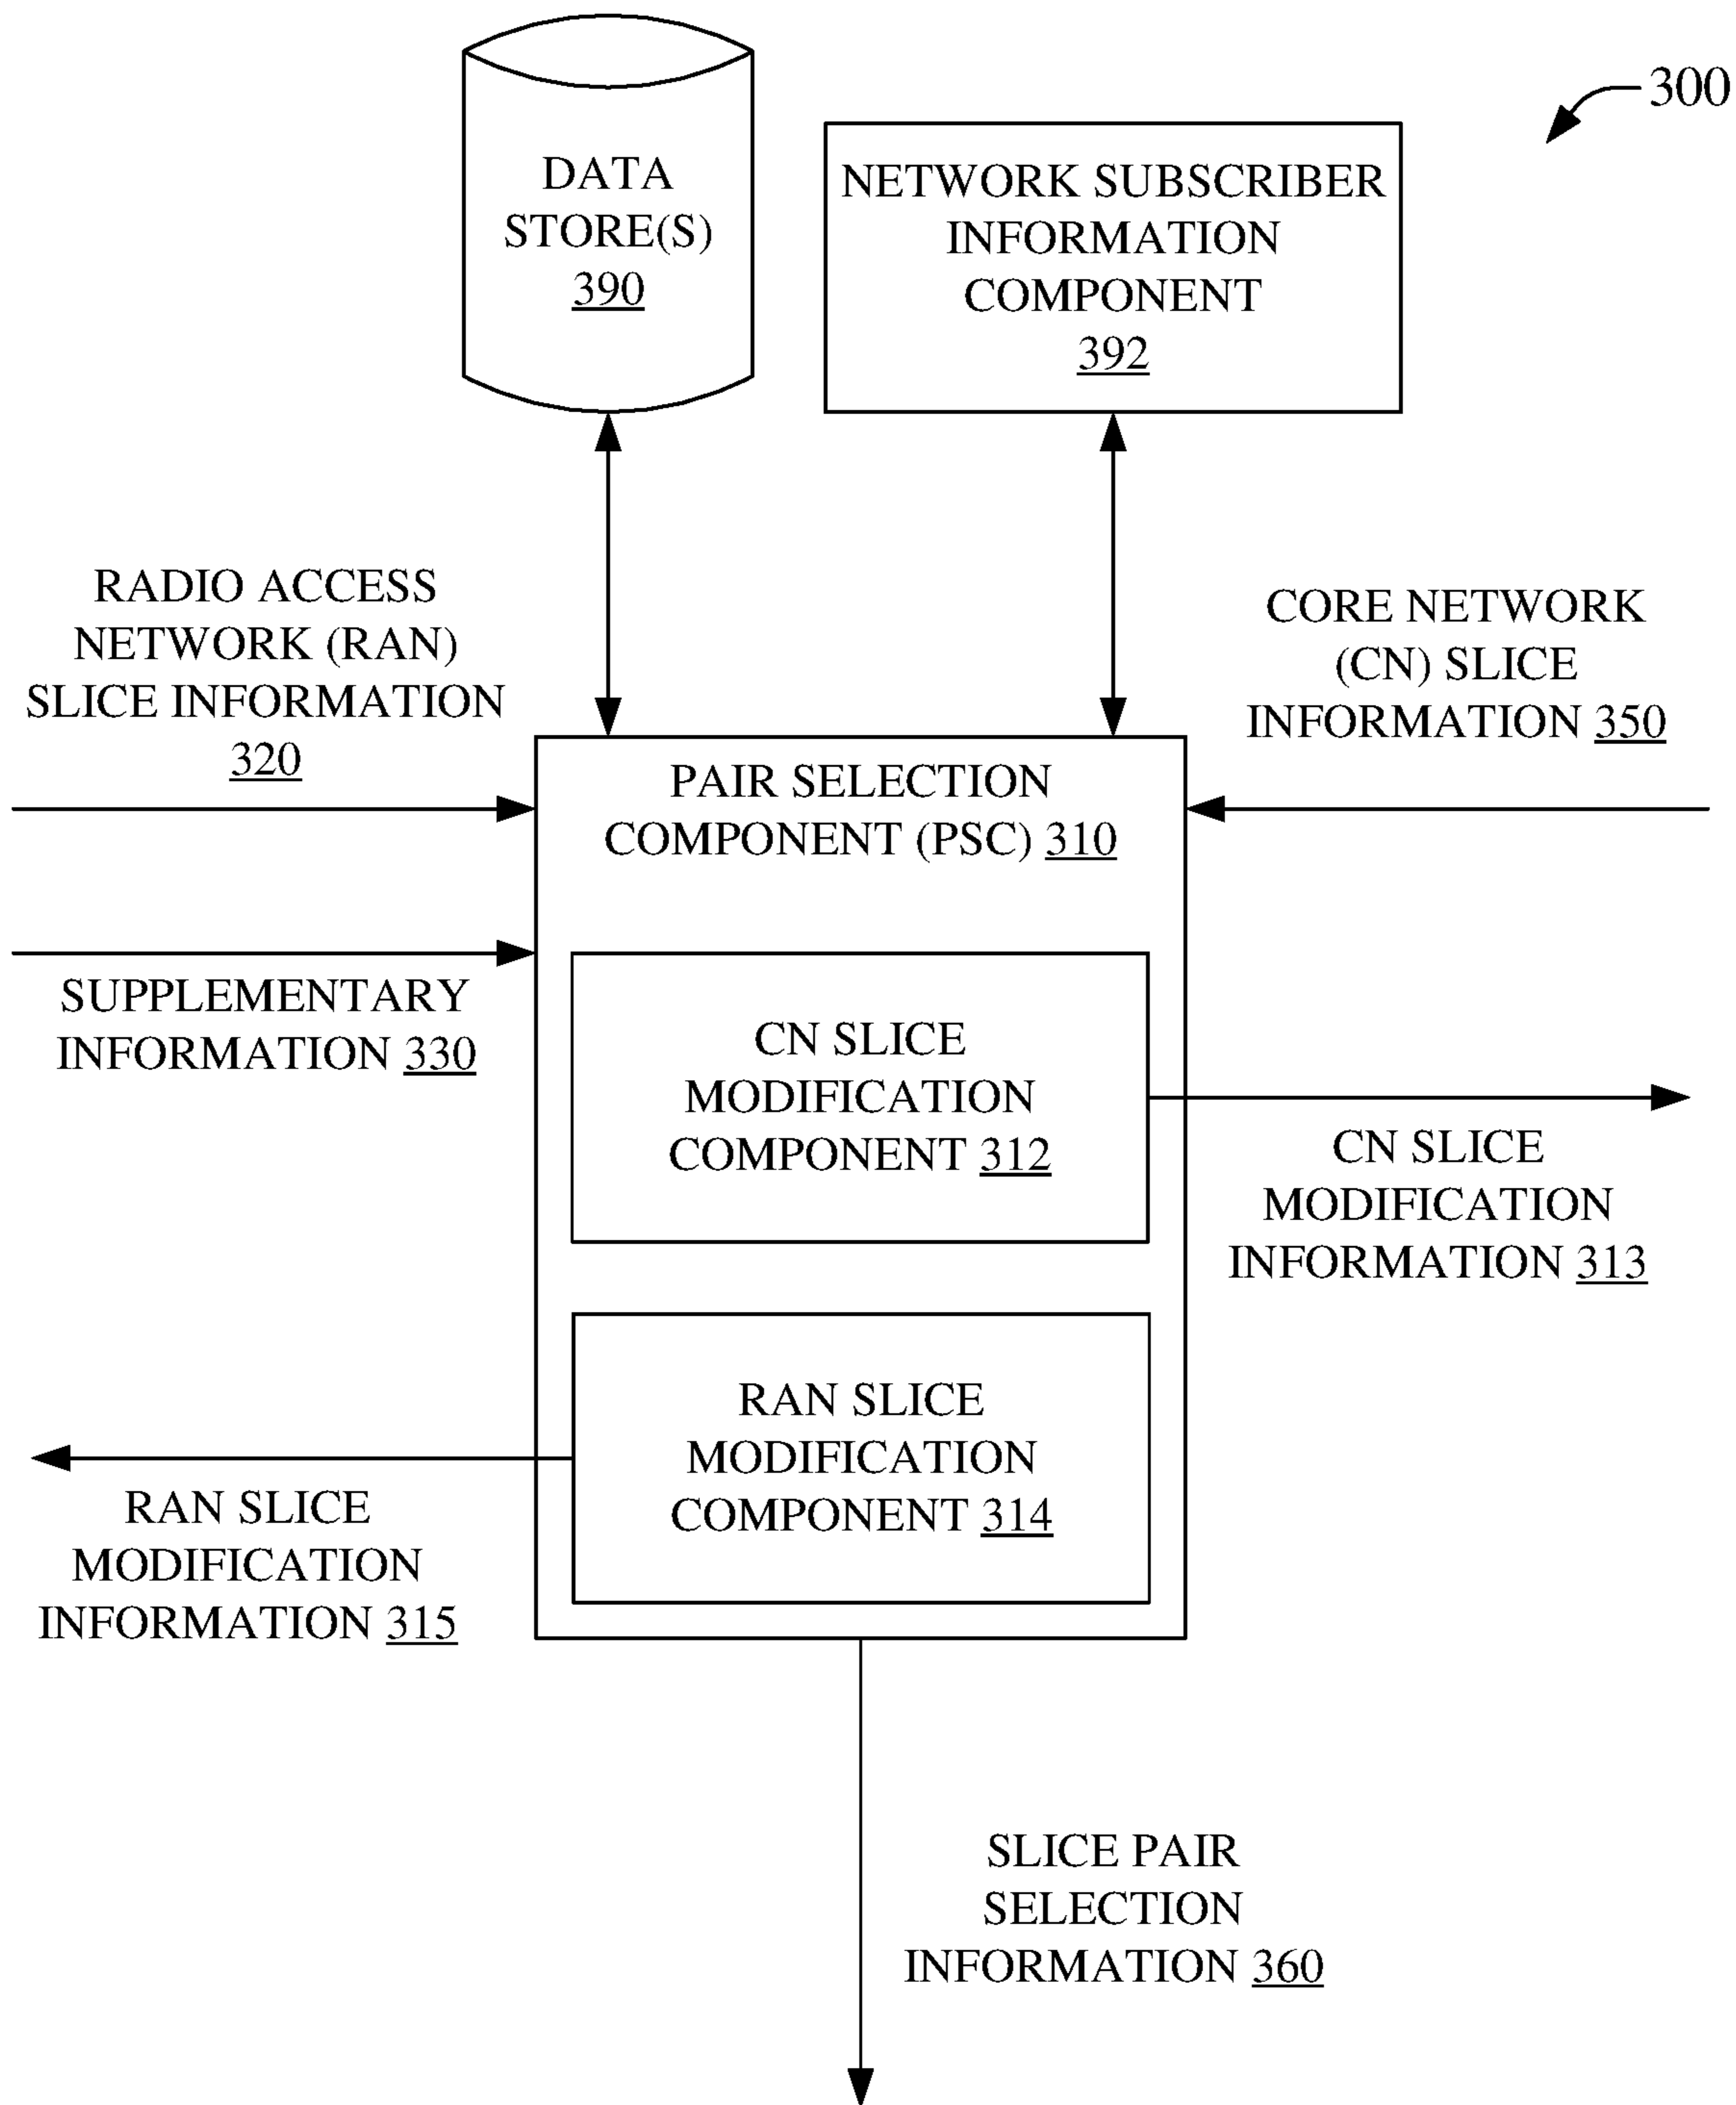 300
DATA
STORE(S)
390
NETWORK SUBSCRIBER
INFORMATION
COMPONENT
392
RADIO ACCESS
NETWORK (RAN)
SLICE INFORMATION
320
CORE NETWORK
(CN) SLICE
INFORMATION 350
PAIR SELECTION
COMPONENT (PSC) 310
SUPPLEMENTARY
INFORMATION 330
CN SLICE
MODIFICATION
COMPONENT 312
CN SLICE
MODIFICATION
INFORMATION 313
RAN SLICE
MODIFICATION
COMPONENT 314
RAN SLICE
MODIFICATION
INFORMATION 315
SLICE PAIR
SELECTION
INFORMATION 360